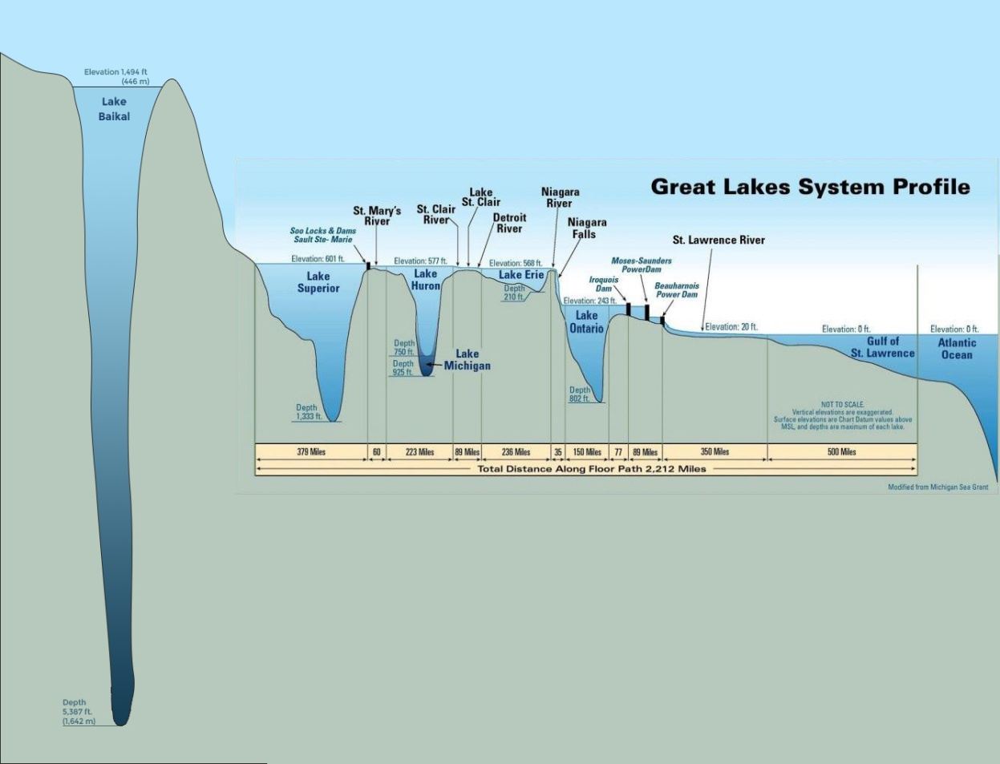 Elevation 1,494 ft
(446 m)
Lake
Baikal
Great Lakes System Profile
Soo Locks & Dams
Sault Ste- Marie
St. Mary's
River
St. Clair
River
Lake
St. Clair
Detroit
River
Niagara
River
Niagara
Falls
St. Lawrence River
Moses-Saunders
PowerDam
Iroquois
Dam
Beauharnois
Power Dam
Elevation: 601 ft.
Lake
Superior
Elevation: 577 ft.
Lake
Huron
Elevation: 568 ft.
Lake Erie
Depth
210 ft.
Elevation: 243 ft.
Lake
Ontario
Elevation: 20 ft.
Elevation: 0 ft.
Gulf of
St. Lawrence
Elevation: 0 ft.
Atlantic
Ocean
Depth
750 ft.
Depth
925 ft.
Lake
Michigan
Depth
1,333 ft.
Depth
802 ft.
NOT TO SCALE.
Vertical elevations are exaggerated.
Surface elevations are Chart Datum values above
MSL, and depths are maximum of each lake.
379 Miles
60
223 Miles
89 Miles
236 Miles
35
150 Miles
77
89 Miles
350 Miles
500 Miles
Total Distance Along Floor Path 2,212 Miles
Modified from Michigan Sea Grant
Depth
5,387 ft.
(1,642 m)